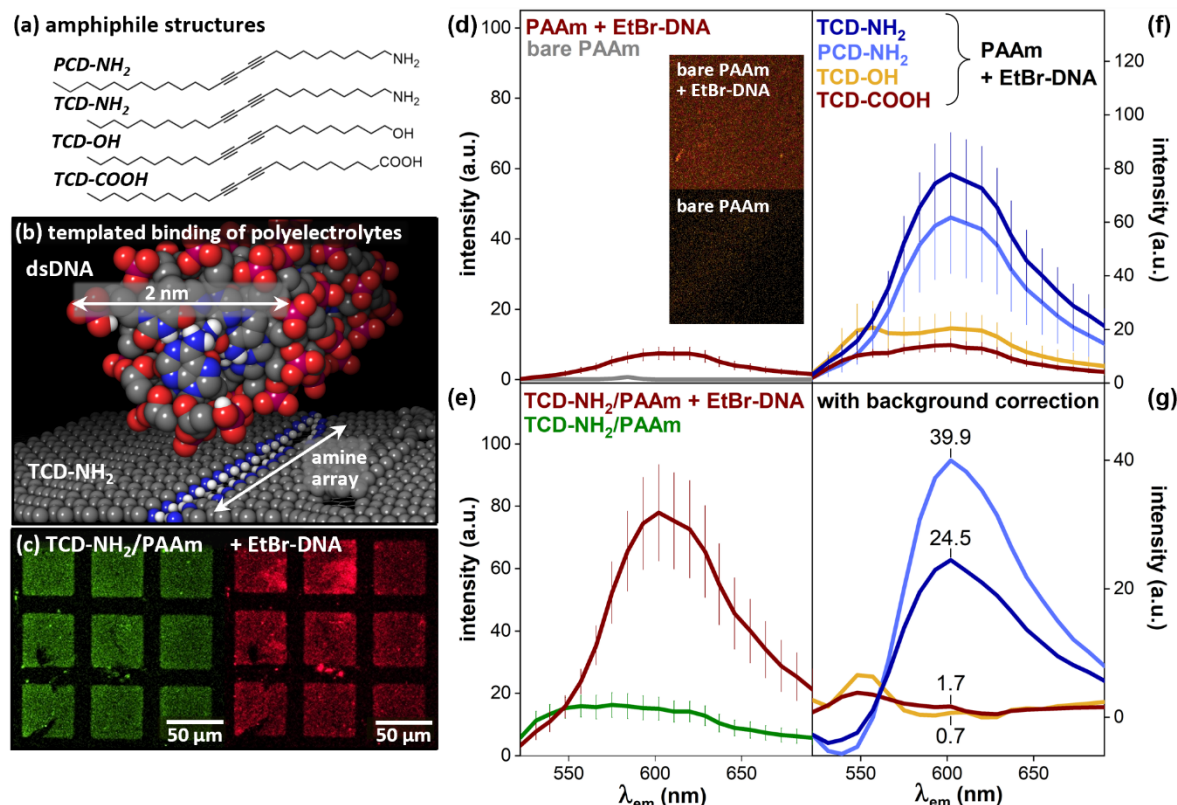 (a) amphiphile structures
PCD-NH₂
NH₂
TCD-NH₂
NH₂
TCD-OH
OH
TCD-COOH
COOH
(b) templated binding of polyelectrolytes
dsDNA
2 nm
TCD-NH₂
amine
array
(c) TCD-NH₂/PAAm + EtBr-DNA
50 µm
50 µm
(d)
PAAm + EtBr-DNA
bare PAAm
bare PAAm
+ EtBr-DNA
bare PAAm
intensity (a.u.)
100
80
60
40
20
0
(f)
TCD-NH₂
PCD-NH₂
TCD-OH
TCD-COOH
PAAm
+ EtBr-DNA
120
100
80
60
40
20
0
intensity (a.u.)
(e)
TCD-NH₂/PAAm + EtBr-DNA
TCD-NH₂/PAAm
intensity (a.u.)
100
80
60
40
20
0
550
600
650
λem (nm)
with background correction
(g)
39.9
24.5
1.7
0.7
40
20
0
intensity (a.u.)
550
600
650
λem (nm)